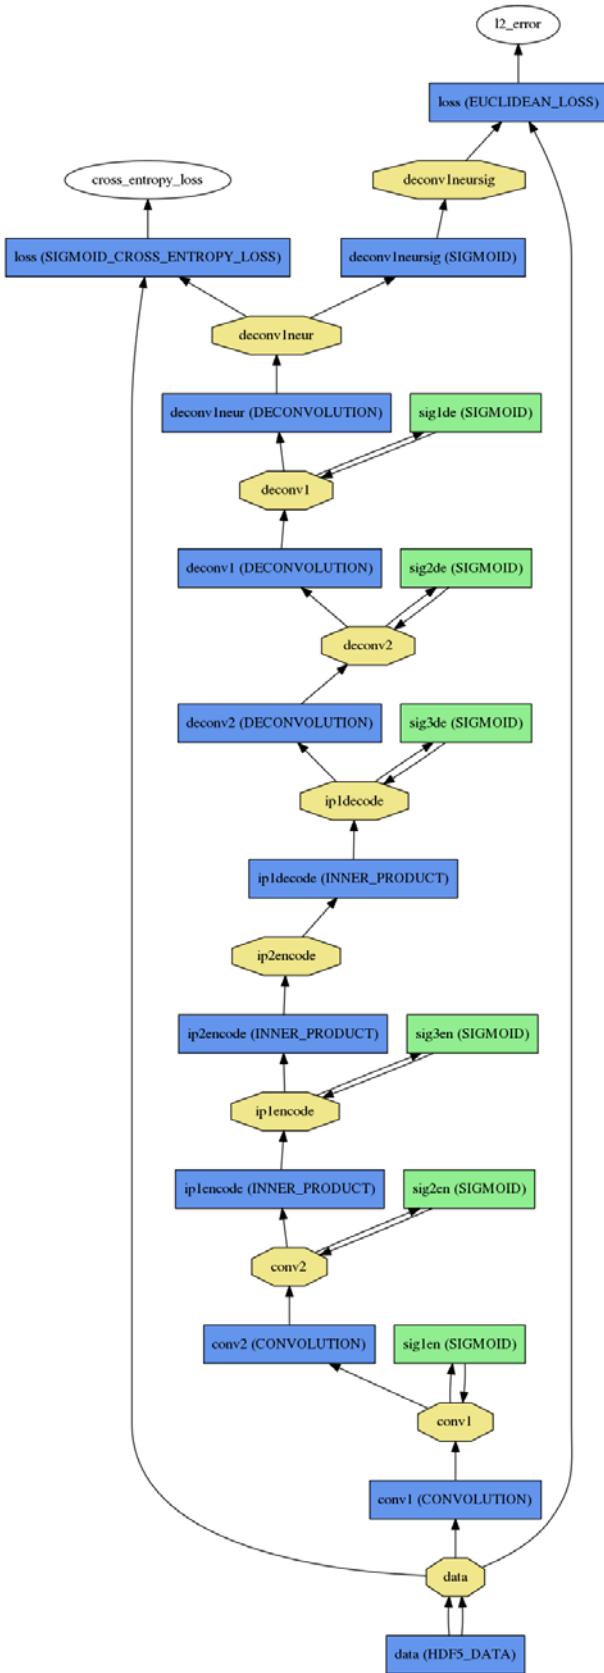 l2_error
loss (EUCLIDEAN_LOSS)
cross_entropy_loss
deconv1neursig
loss (SIGMOID_CROSS_ENTROPY_LOSS)
deconv1neursig (SIGMOID)
deconv1neur
deconv1neur (DECONVOLUTION)
sig1de (SIGMOID)
deconv1
deconv1 (DECONVOLUTION)
sig2de (SIGMOID)
deconv2
deconv2 (DECONVOLUTION)
sig3de (SIGMOID)
ip1decode
ip1decode (INNER_PRODUCT)
ip2encode
ip2encode (INNER_PRODUCT)
sig3en (SIGMOID)
ip1encode
ip1encode (INNER_PRODUCT)
sig2en (SIGMOID)
conv2
conv2 (CONVOLUTION)
sig1en (SIGMOID)
conv1
conv1 (CONVOLUTION)
data
data (HDF5_DATA)